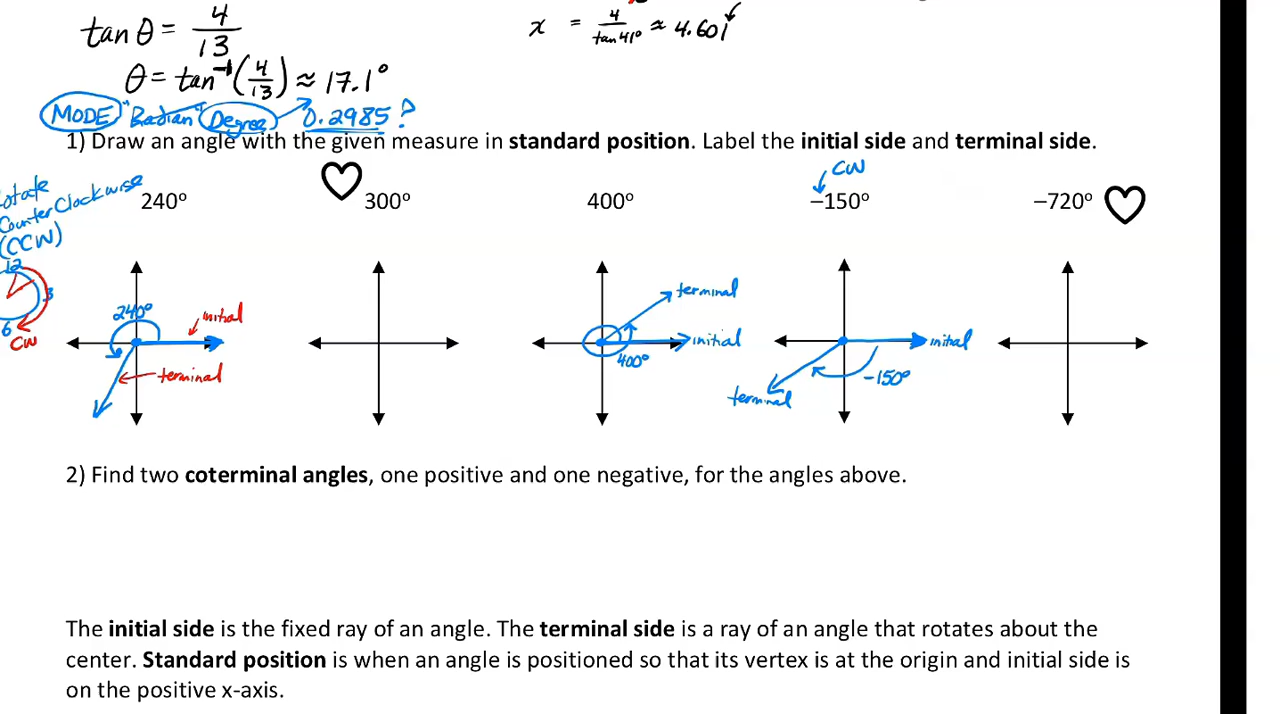 tan θ = 4/13
x = 4/tan 41° ≈ 4.601
θ = tan⁻¹(4/13) ≈ 17.1°
MODE "Radian" Degree 0.2985?
1) Draw an angle with the given measure in standard position. Label the initial side and terminal side.
CW
Counter Clockwise
(CCW)
240° 300° 400° –150° –720°
12
3
6
CW
240°
initial
terminal
terminal
initial
400°
initial
-150°
terminal
2) Find two coterminal angles, one positive and one negative, for the angles above.
The initial side is the fixed ray of an angle. The terminal side is a ray of an angle that rotates about the
center. Standard position is when an angle is positioned so that its vertex is at the origin and initial side is
on the positive x-axis.